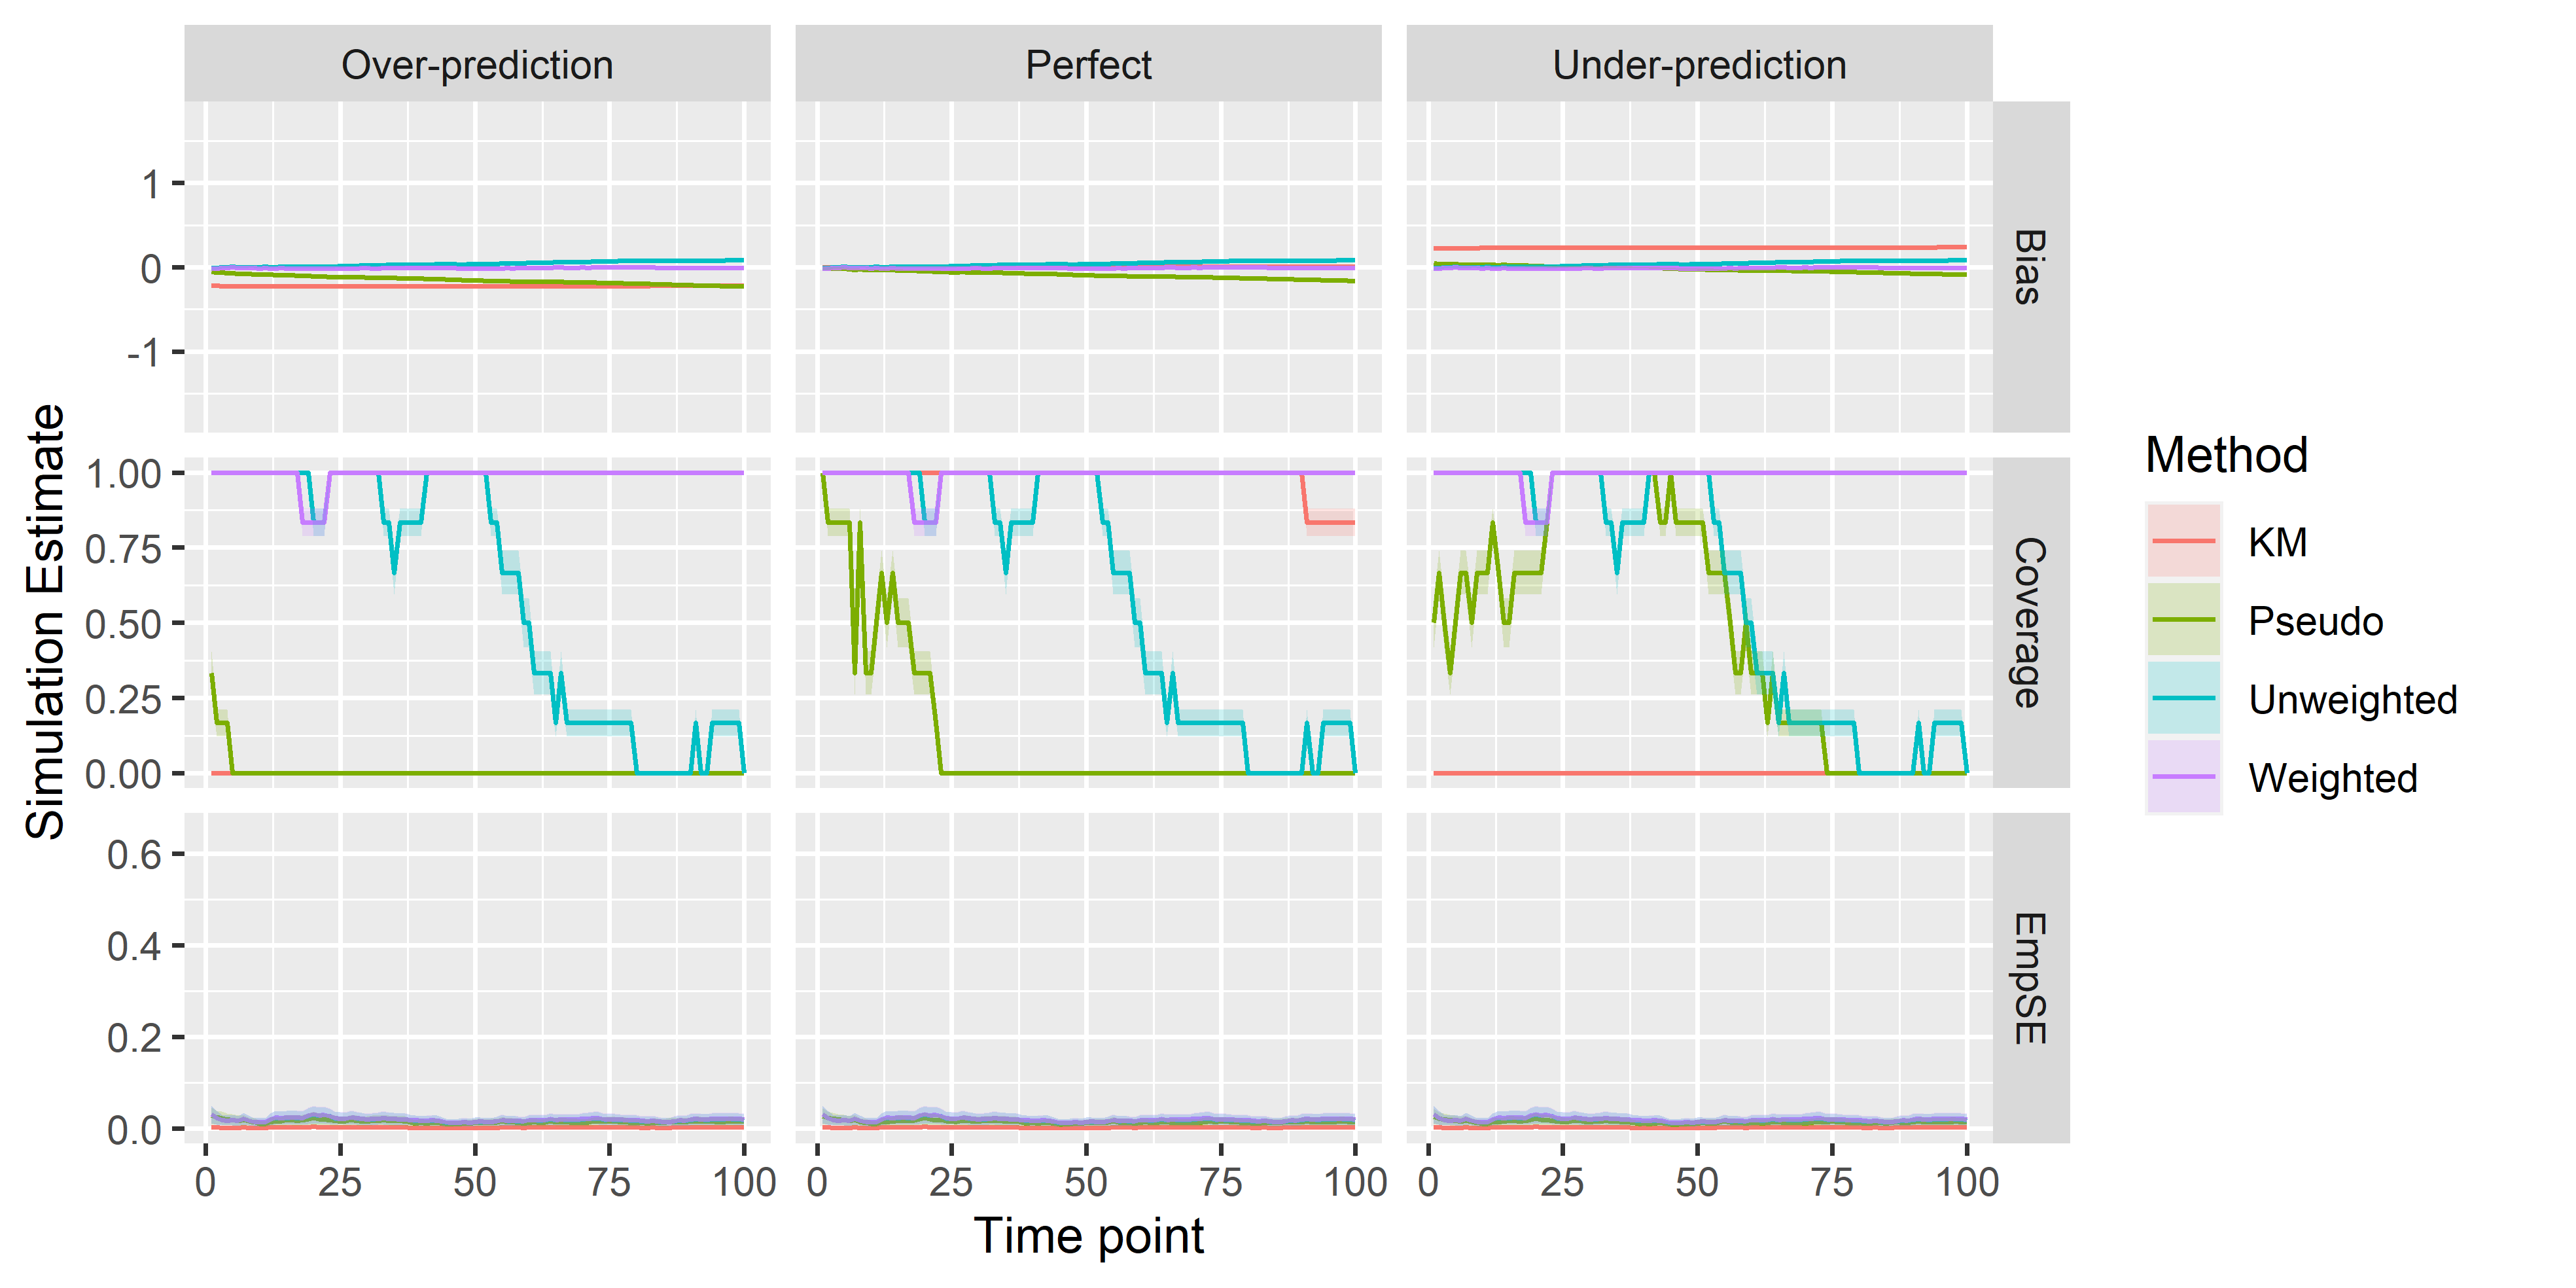 Over-prediction
Perfect
Under-prediction
Simulation Estimate
1
0
-1
Bias
1.00
0.75
0.50
0.25
0.00
Coverage
0.6
0.4
0.2
0.0
EmpSE
0 25 50 75 100
0 25 50 75 100
0 25 50 75 100
Time point
Method
KM
Pseudo
Unweighted
Weighted